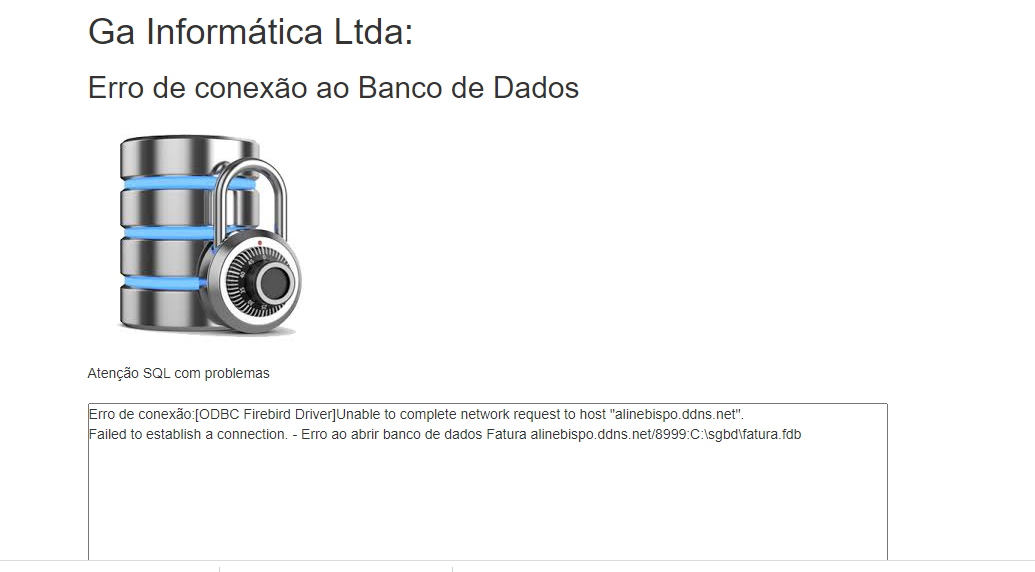 Ga Informática Ltda:
Erro de conexão ao Banco de Dados
Atenção SQL com problemas
Erro de conexão:[ODBC Firebird Driver]Unable to complete network request to host "alinebispo.ddns.net".
Failed to establish a connection. - Erro ao abrir banco de dados Fatura alinebispo.ddns.net/8999:C:\sgbd\fatura.fdb